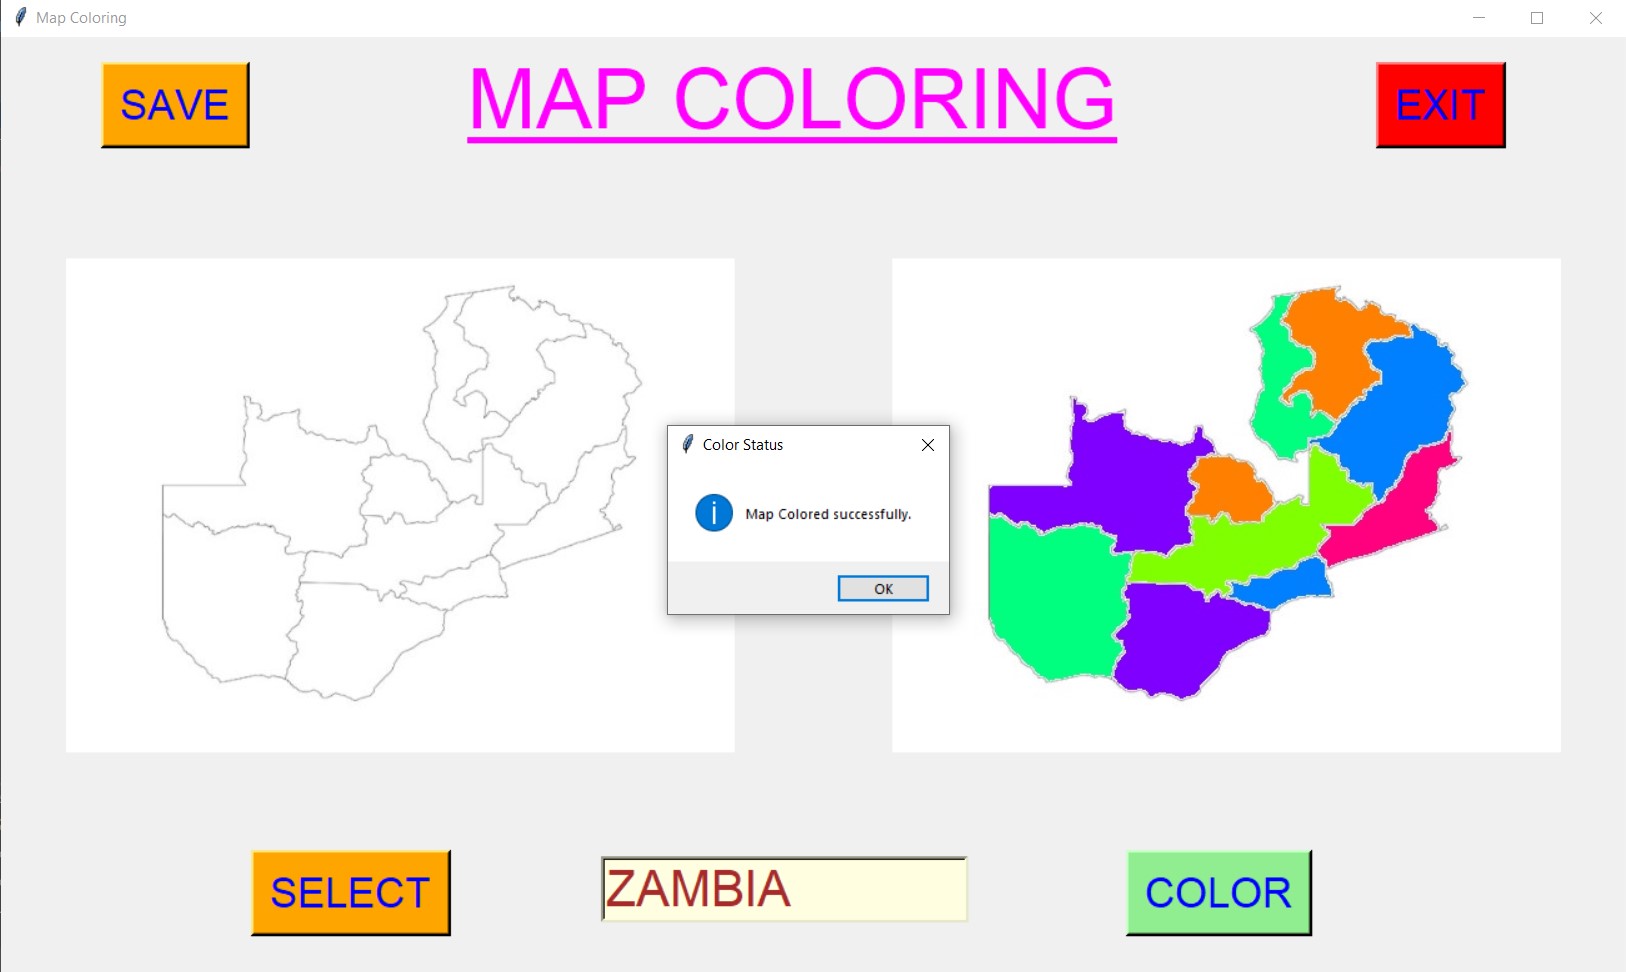 Map Coloring
SAVE
MAP COLORING
EXIT
Color Status
Map Colored successfully.
OK
SELECT
ZAMBIA
COLOR